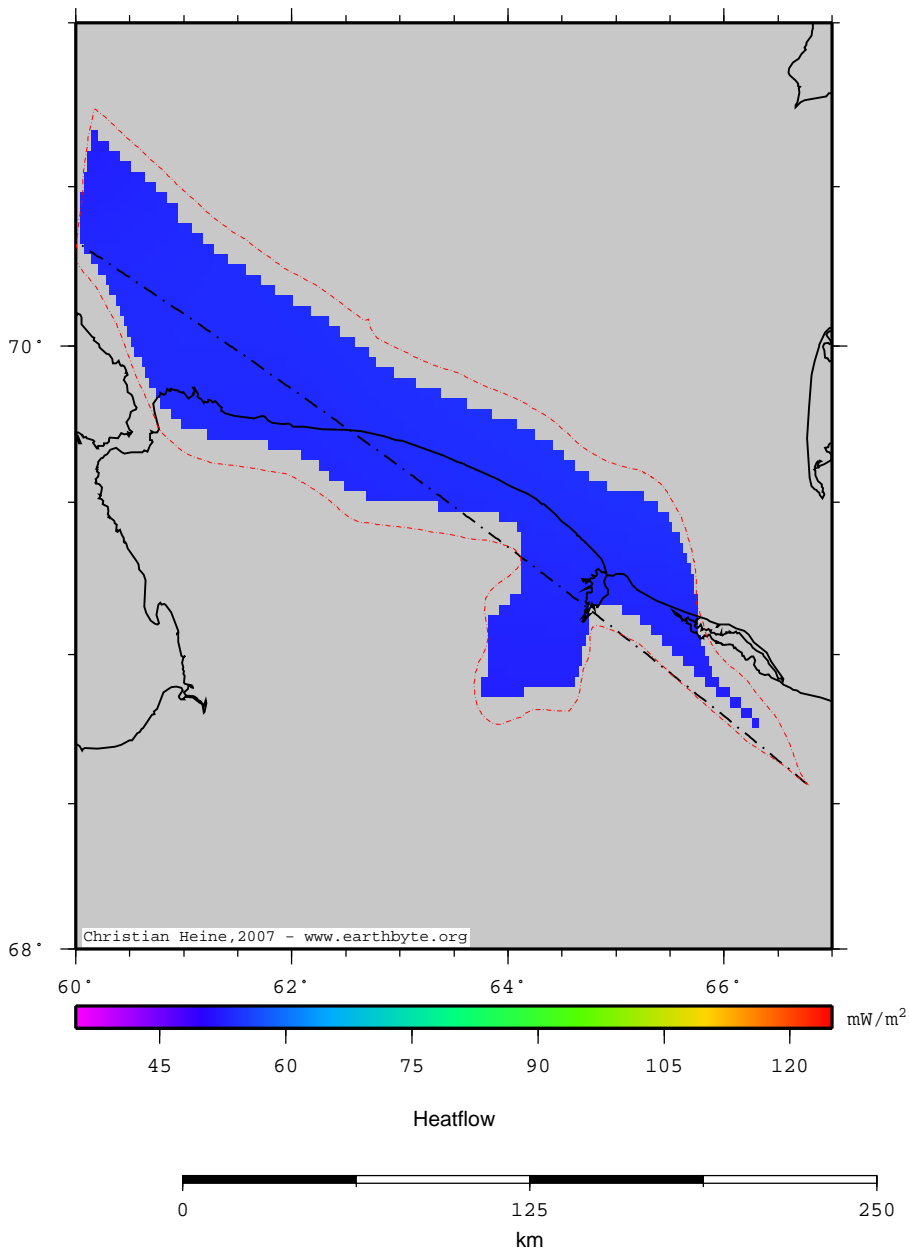 70°
Christian Heine,2007 - www.earthbyte.org
68°
60° 62° 64° 66°
mW/m²
45 60 75 90 105 120
Heatflow
0 125 250
km